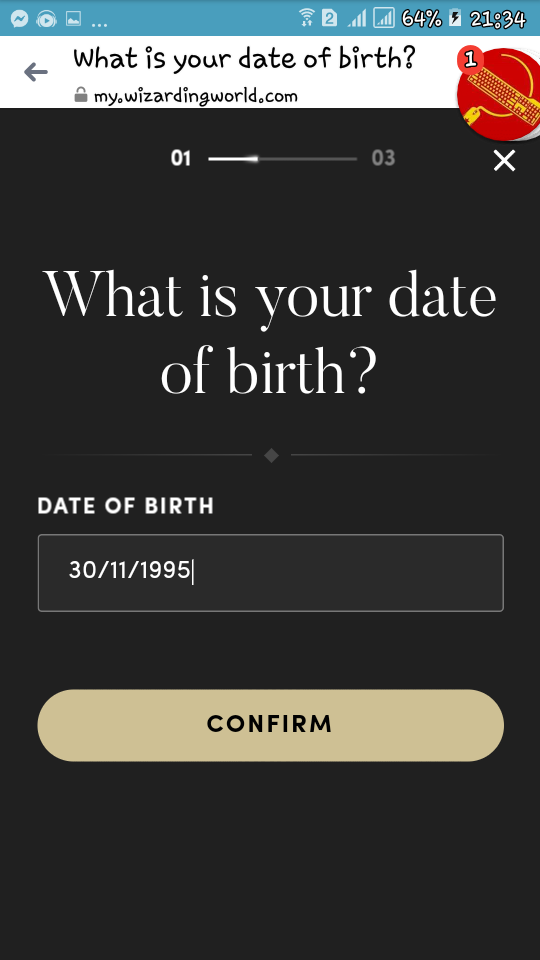 ... 2 64% 21:34
What is your date of birth?
1
my.wizardingworld.com
01 03
What is your date
of birth?
DATE OF BIRTH
30/11/1995
CONFIRM